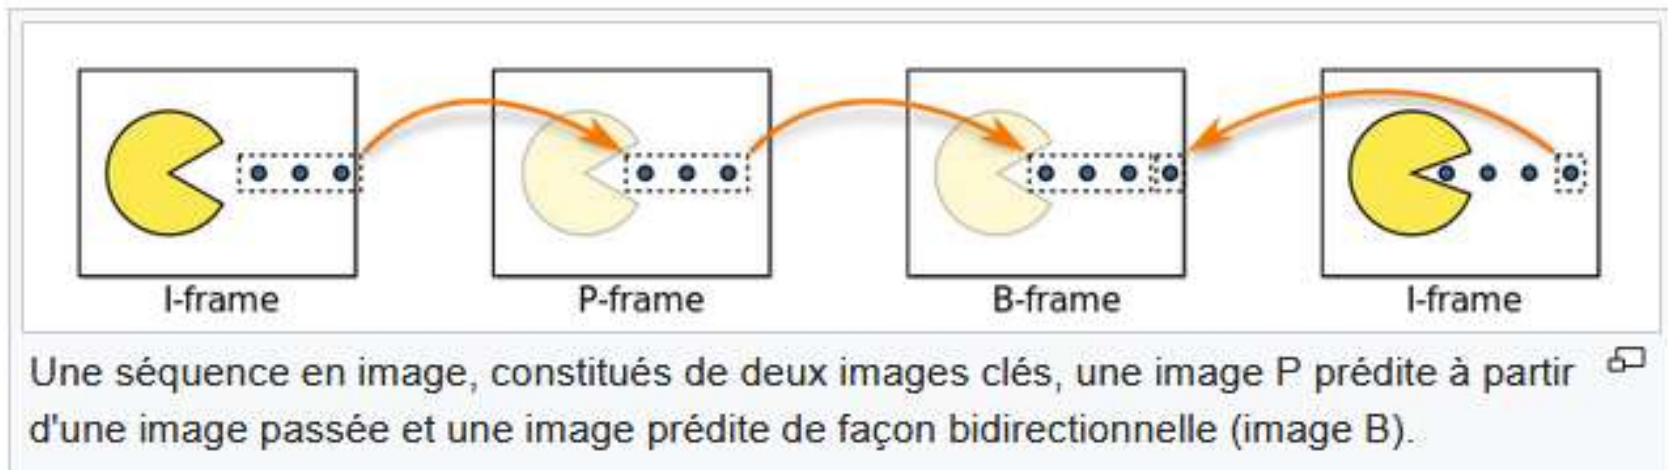 I-frame
P-frame
B-frame
I-frame
Une séquence en image, constitués de deux images clés, une image P prédite à partir
d'une image passée et une image prédite de façon bidirectionnelle (image B).